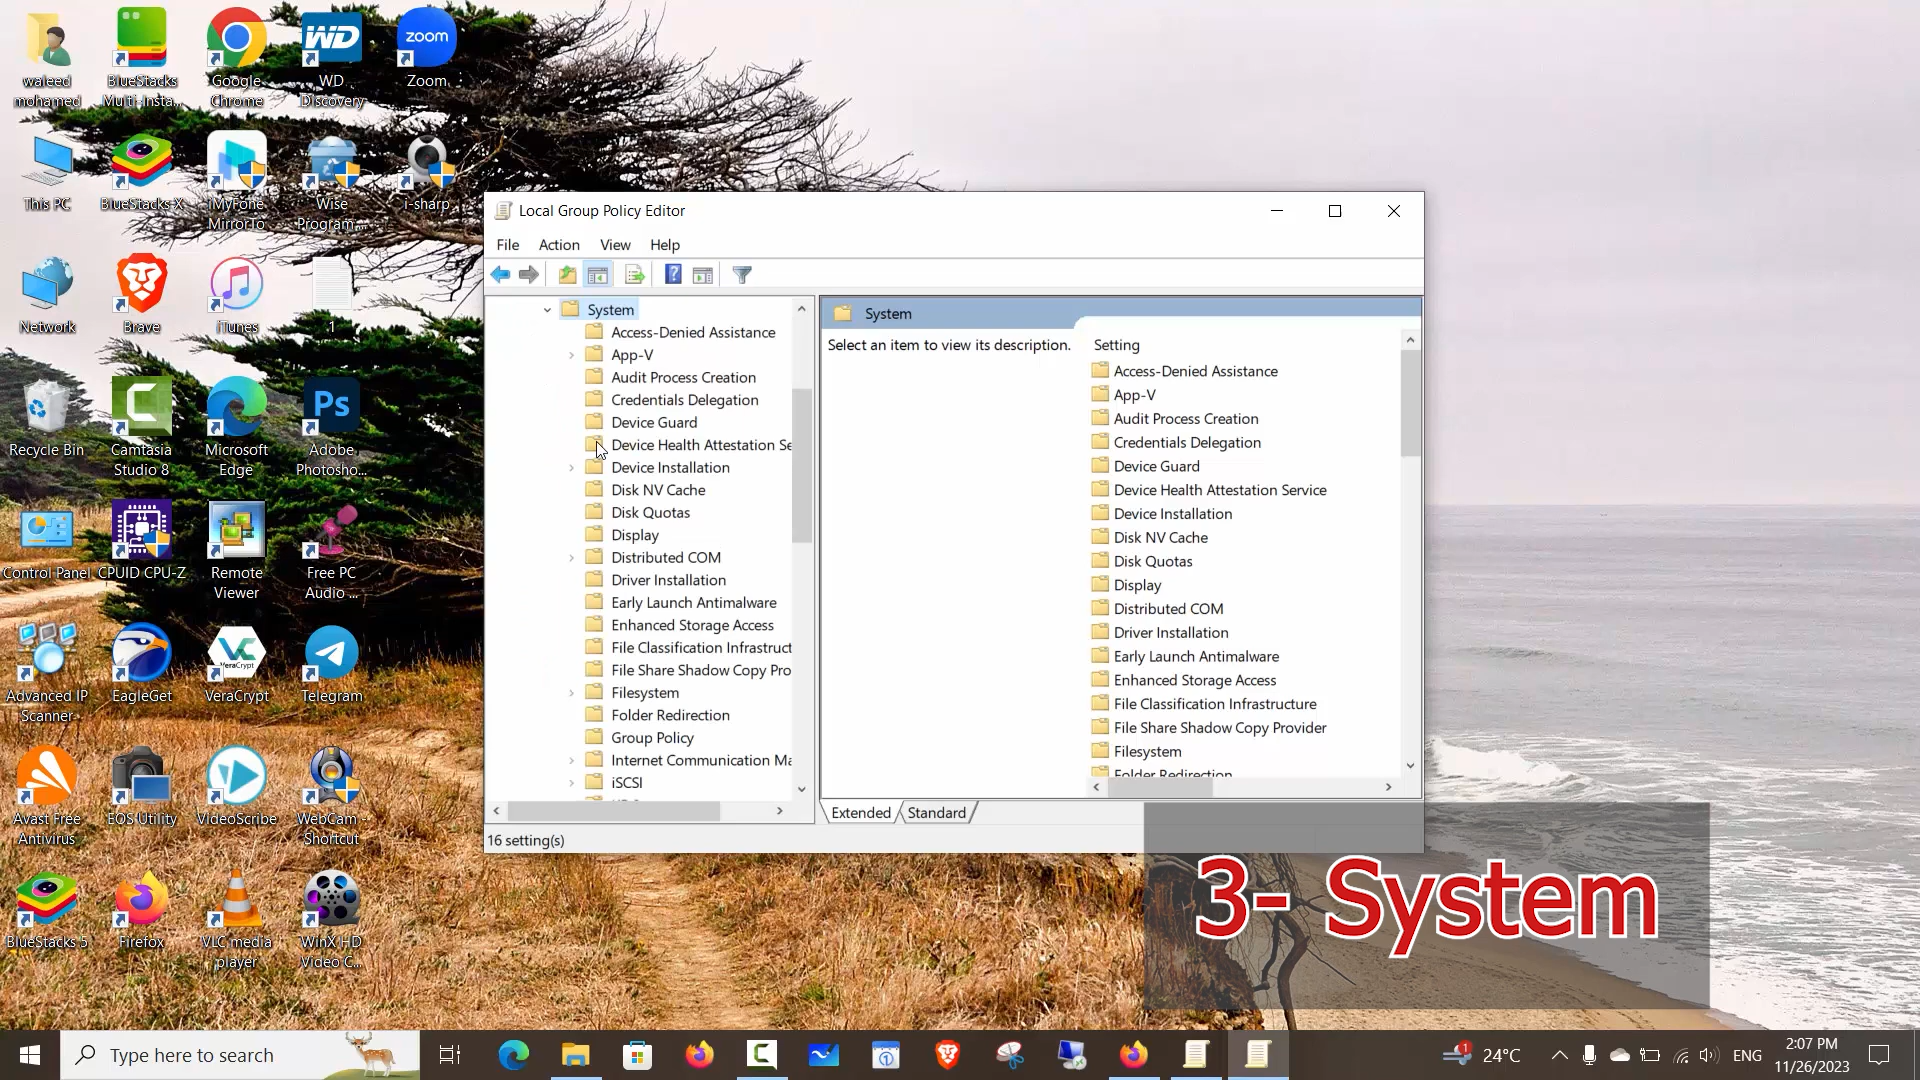 waleed
mohamed
BlueStacks
Multi-Insta...
Google
Chrome
WD
WD
Discovery
zoom
Zoom
This PC
BlueStacks X
iMyFone
MirrorTo
Wise
Program...
i-sharp
Network
Brave
iTunes
1
Recycle Bin
Camtasia
Studio 8
Microsoft
Edge
Ps
Adobe
Photosho...
Control Panel
CPUID CPU-Z
Remote
Viewer
Free PC
Audio ...
Advanced IP
Scanner
EagleGet
VeraCrypt
VeraCrypt
Telegram
Avast Free
Antivirus
EOS Utility
VideoScribe
WebCam -
Shortcut
BlueStacks 5
Firefox
VLC media
player
WinX HD
Video C...
Local Group Policy Editor
File Action View Help
System
Access-Denied Assistance
App-V
Audit Process Creation
Credentials Delegation
Device Guard
Device Health Attestation Se
Device Installation
Disk NV Cache
Disk Quotas
Display
Distributed COM
Driver Installation
Early Launch Antimalware
Enhanced Storage Access
File Classification Infrastruct
File Share Shadow Copy Pro
Filesystem
Folder Redirection
Group Policy
Internet Communication Ma
iSCSI
System
Select an item to view its description.
Setting
Access-Denied Assistance
App-V
Audit Process Creation
Credentials Delegation
Device Guard
Device Health Attestation Service
Device Installation
Disk NV Cache
Disk Quotas
Display
Distributed COM
Driver Installation
Early Launch Antimalware
Enhanced Storage Access
File Classification Infrastructure
File Share Shadow Copy Provider
Filesystem
Folder Redirection
Extended Standard
16 setting(s)
3- System
Type here to search
1
24°C
ENG
2:07 PM
11/26/2023